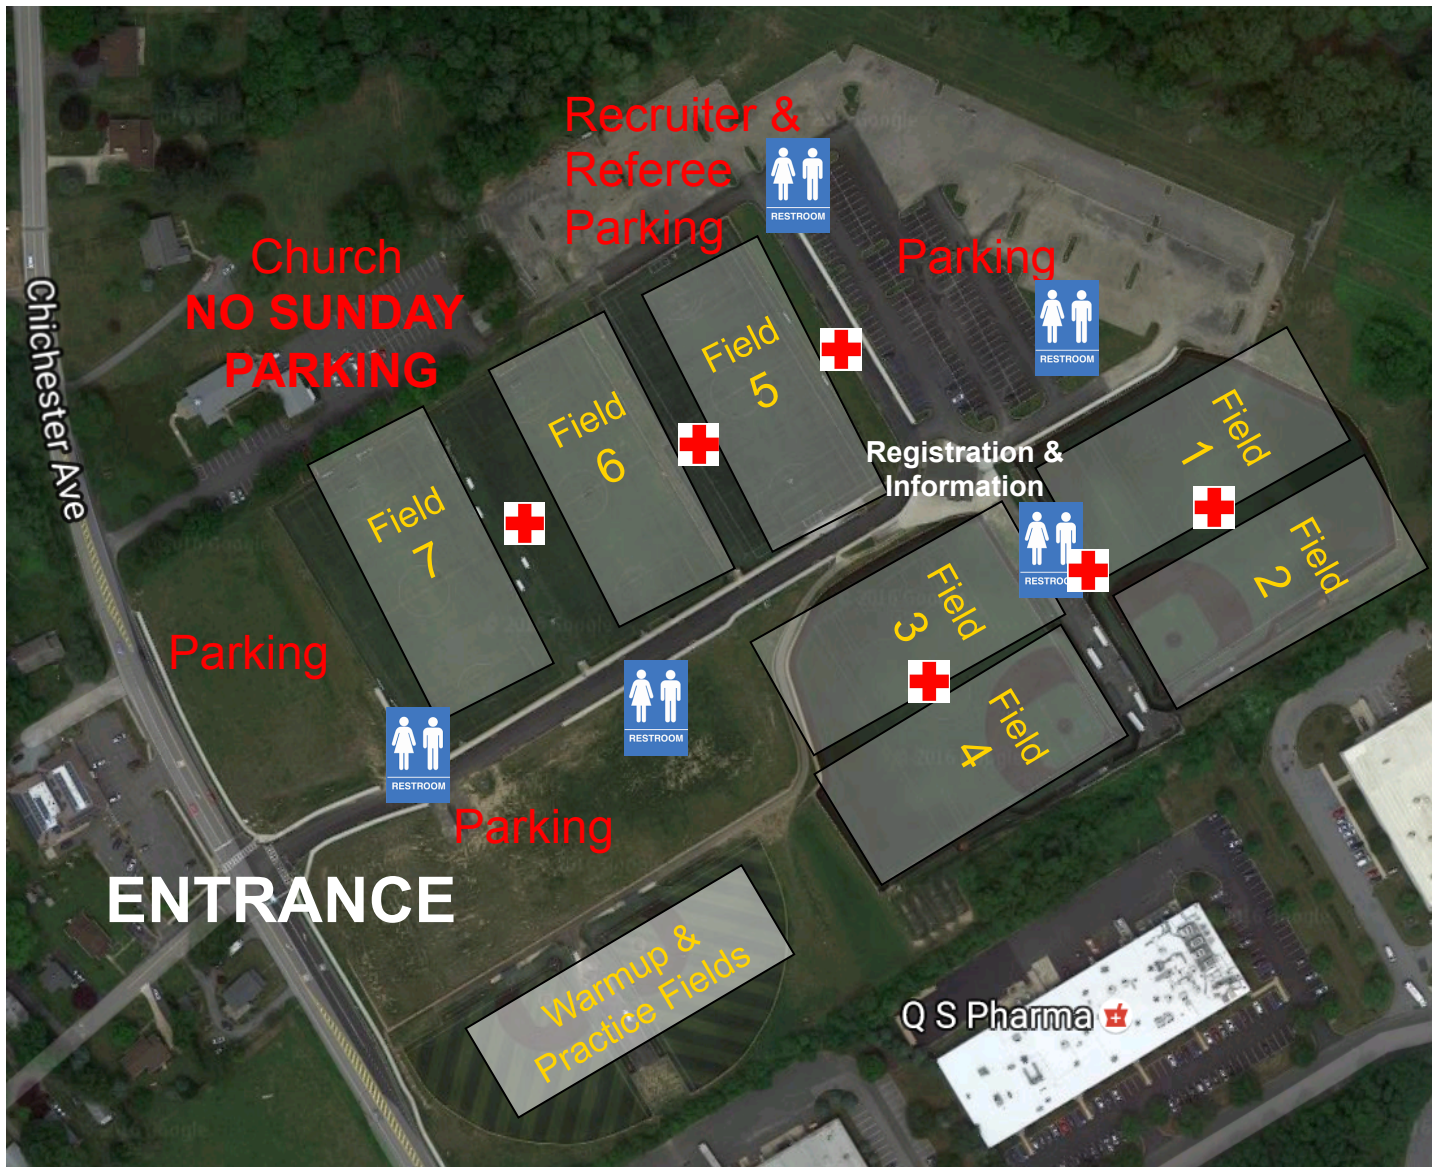 Recruiter &
Referee
Parking
RESTROOM
Church
NO SUNDAY
PARKING
Parking
RESTROOM
Chichester Ave
Field
5
Field
6
Field
7
Registration &
Information
Field
1
Field
2
RESTROO
Field
3
Field
4
Parking
RESTROOM
RESTROOM
Parking
ENTRANCE
Warmup &
Practice Fields
Q S Pharma